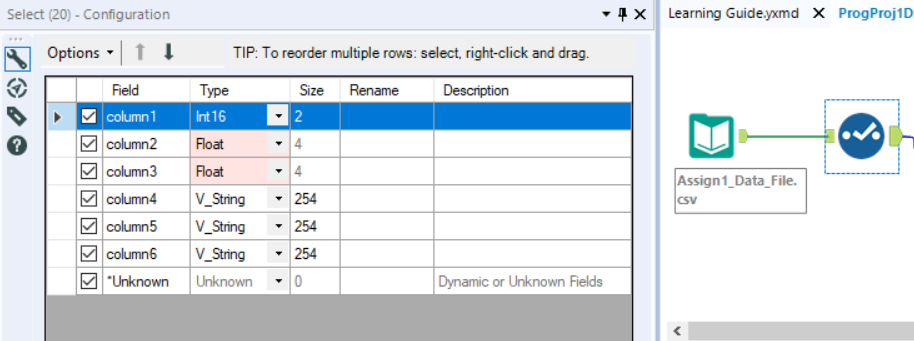 Select (20) - Configuration
Options
TIP: To reorder multiple rows: select, right-click and drag.
Field Type Size Rename Description
column1 Int16 2
column2 Float 4
column3 Float 4
column4 V_String 254
column5 V_String 254
column6 V_String 254
*Unknown Unknown 0 Dynamic or Unknown Fields
Learning Guide.yxmd X ProgProj1D
Assign1_Data_File.
csv